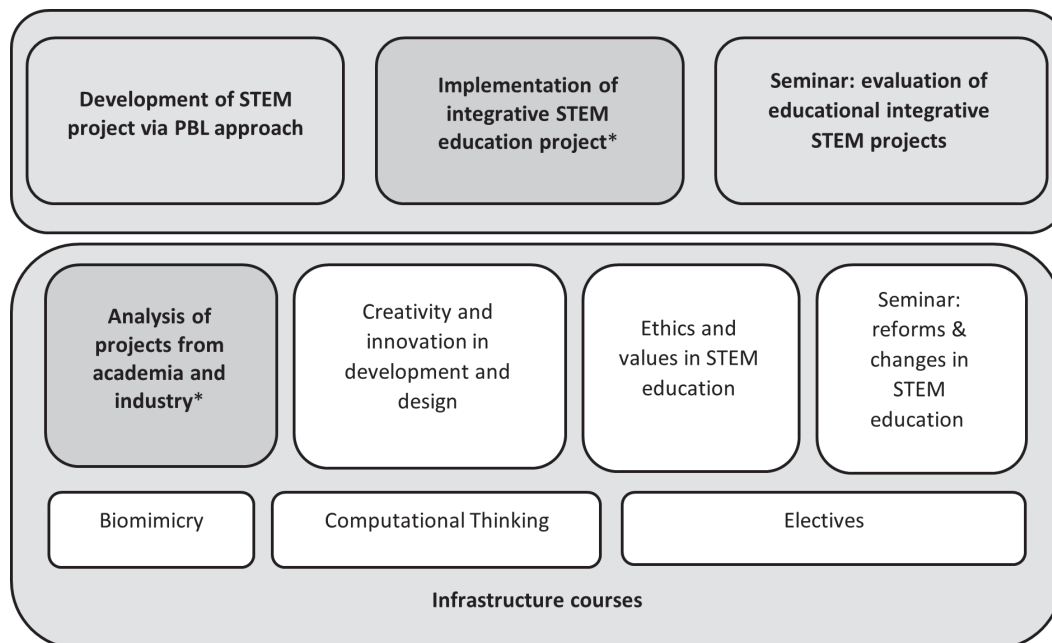 Development of STEM
project via PBL approach
Implementation of
integrative STEM
education project*
Seminar: evaluation of
educational integrative
STEM projects
Analysis of
projects from
academia and
industry*
Creativity and
innovation in
development and
design
Ethics and
values in STEM
education
Seminar:
reforms &
changes in
STEM
education
Biomimicry
Computational Thinking
Electives
Infrastructure courses